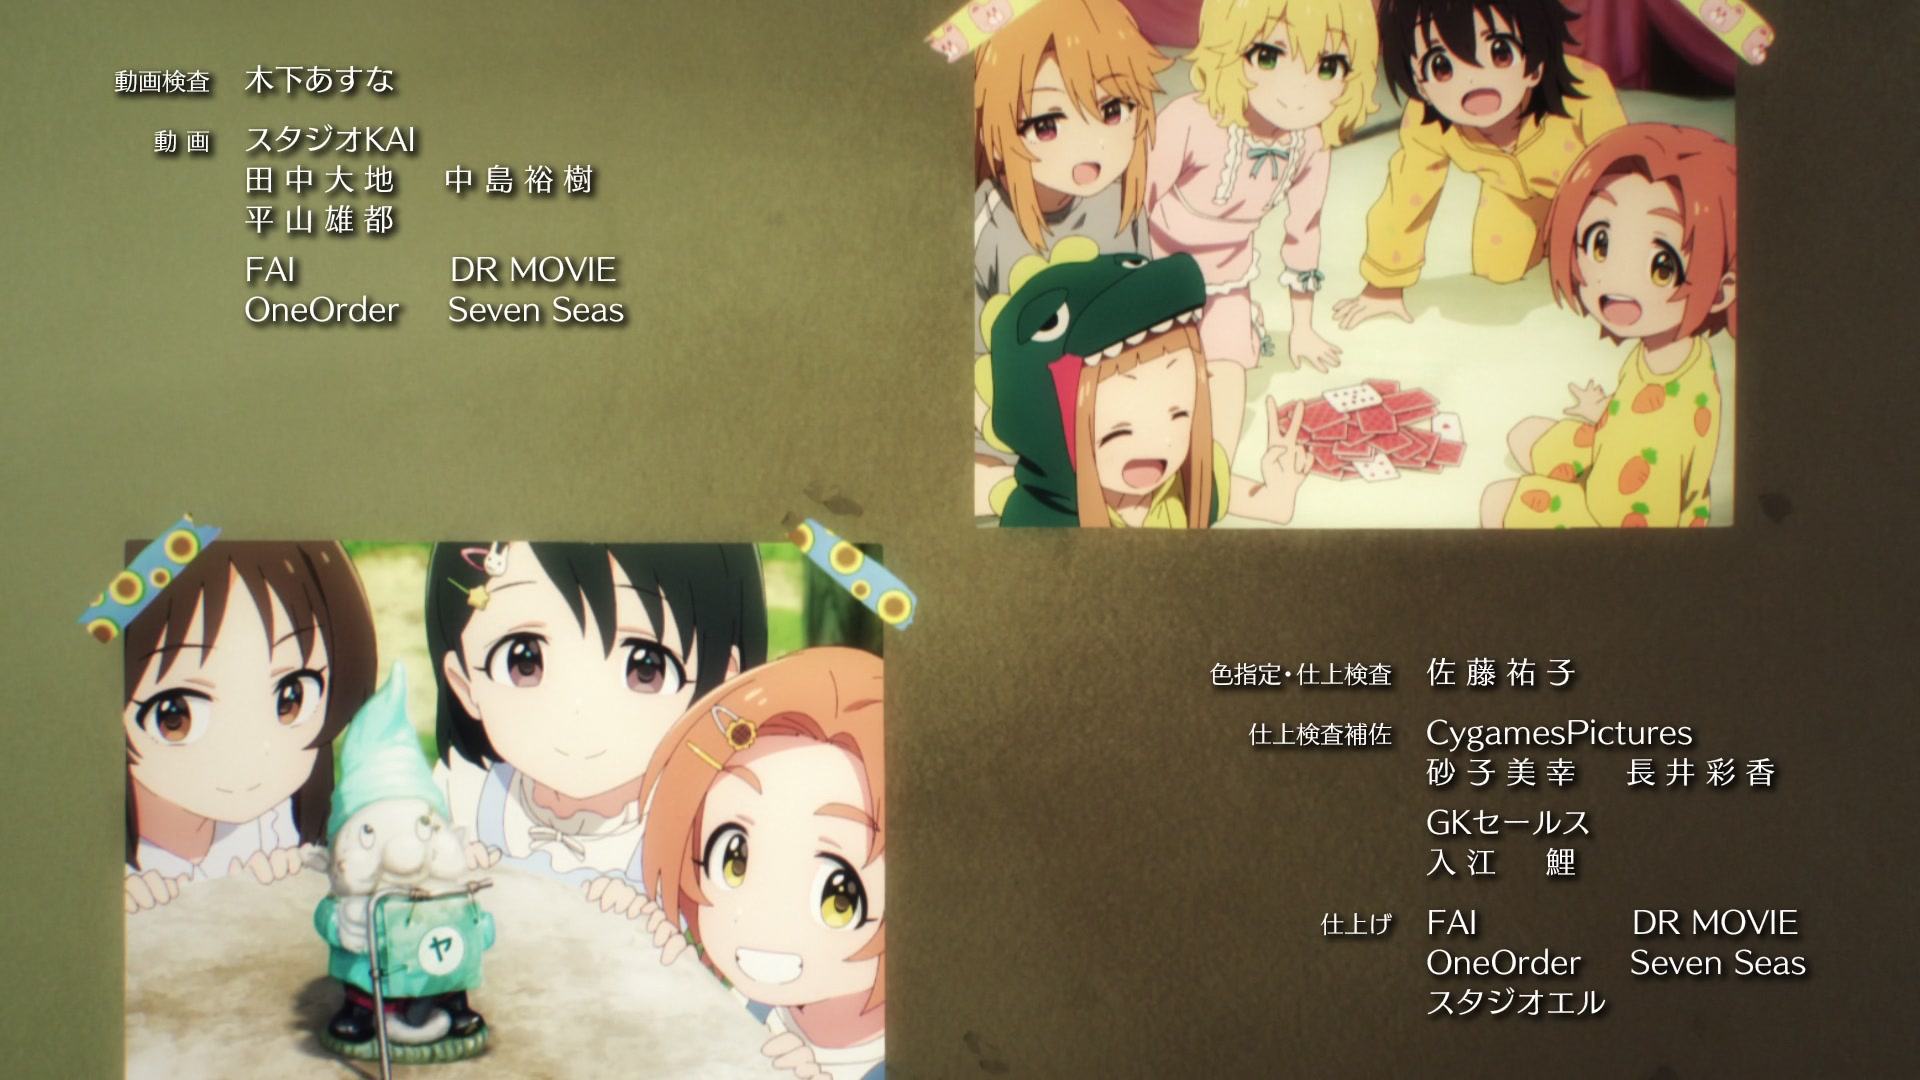 動画検査 木下あすな
動画 スタジオKAI
田中大地 中島裕樹
平山雄都
FAI DR MOVIE
OneOrder Seven Seas
ヤ
色指定・仕上検査 佐藤祐子
仕上検査補佐 CygamesPictures
砂子美幸 長井彩香
GKセールス
入江 鯉
仕上げ FAI DR MOVIE
OneOrder Seven Seas
スタジオエル